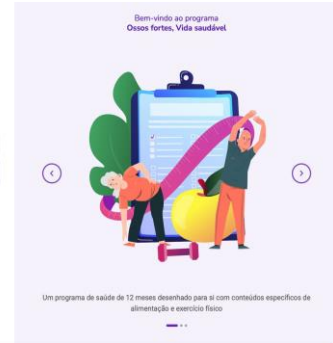 Bem-vindo ao programa
Ossos fortes, Vida saudável
Um programa de saúde de 12 meses desenhado para si com conteúdos específicos de
alimentação e exercício físico